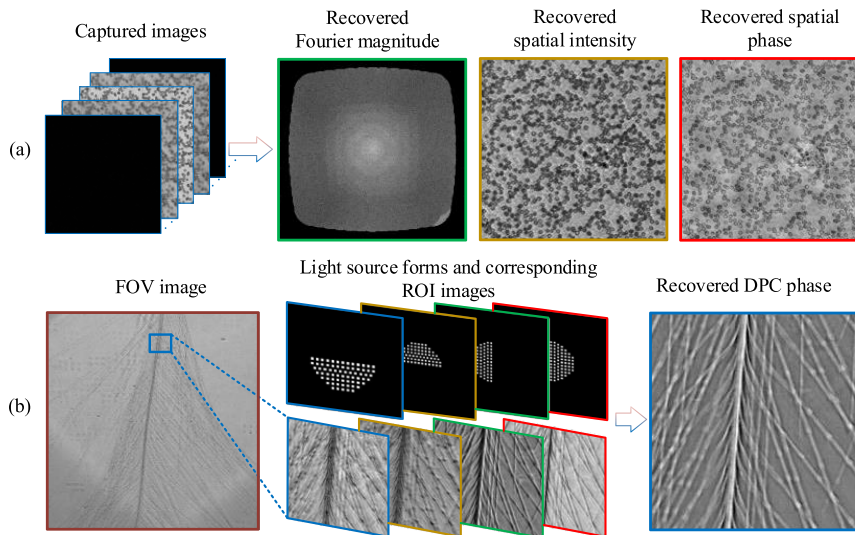 Captured images
Recovered
Fourier magnitude
Recovered
spatial intensity
Recovered spatial
phase
(a)
FOV image
Light source forms and corresponding
ROI images
Recovered DPC phase
(b)